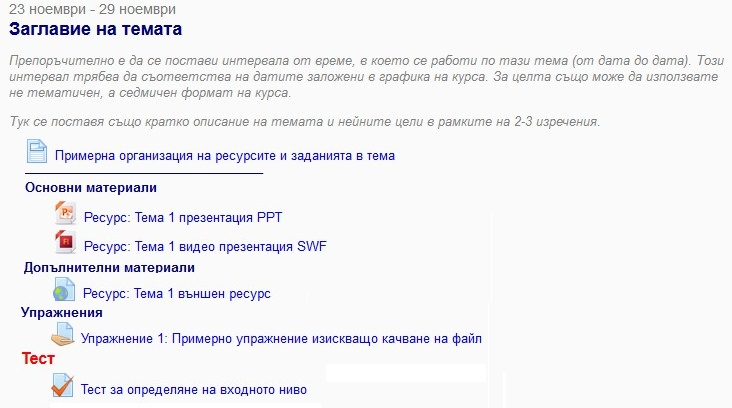 23 ноември - 29 ноември
Заглавие на темата
Препоръчително е да се постави интервала от време, в което се работи по тази тема (от дата до дата). Този
интервал трябва да съответства на датите заложени в графика на курса. За целта също може да използвате
не тематичен, а седмичен формат на курса.
Тук се поставя също кратко описание на темата и нейните цели в рамките на 2-3 изречения.
Примерна организация на ресурсите и заданията в тема
Основни материали
Ресурс: Тема 1 презентация PPT
Ресурс: Тема 1 видео презентация SWF
Допълнителни материали
Ресурс: Тема 1 външен ресурс
Упражнения
Упражнение 1: Примерно упражнение изискващо качване на файл
Тест
Тест за определяне на входното ниво